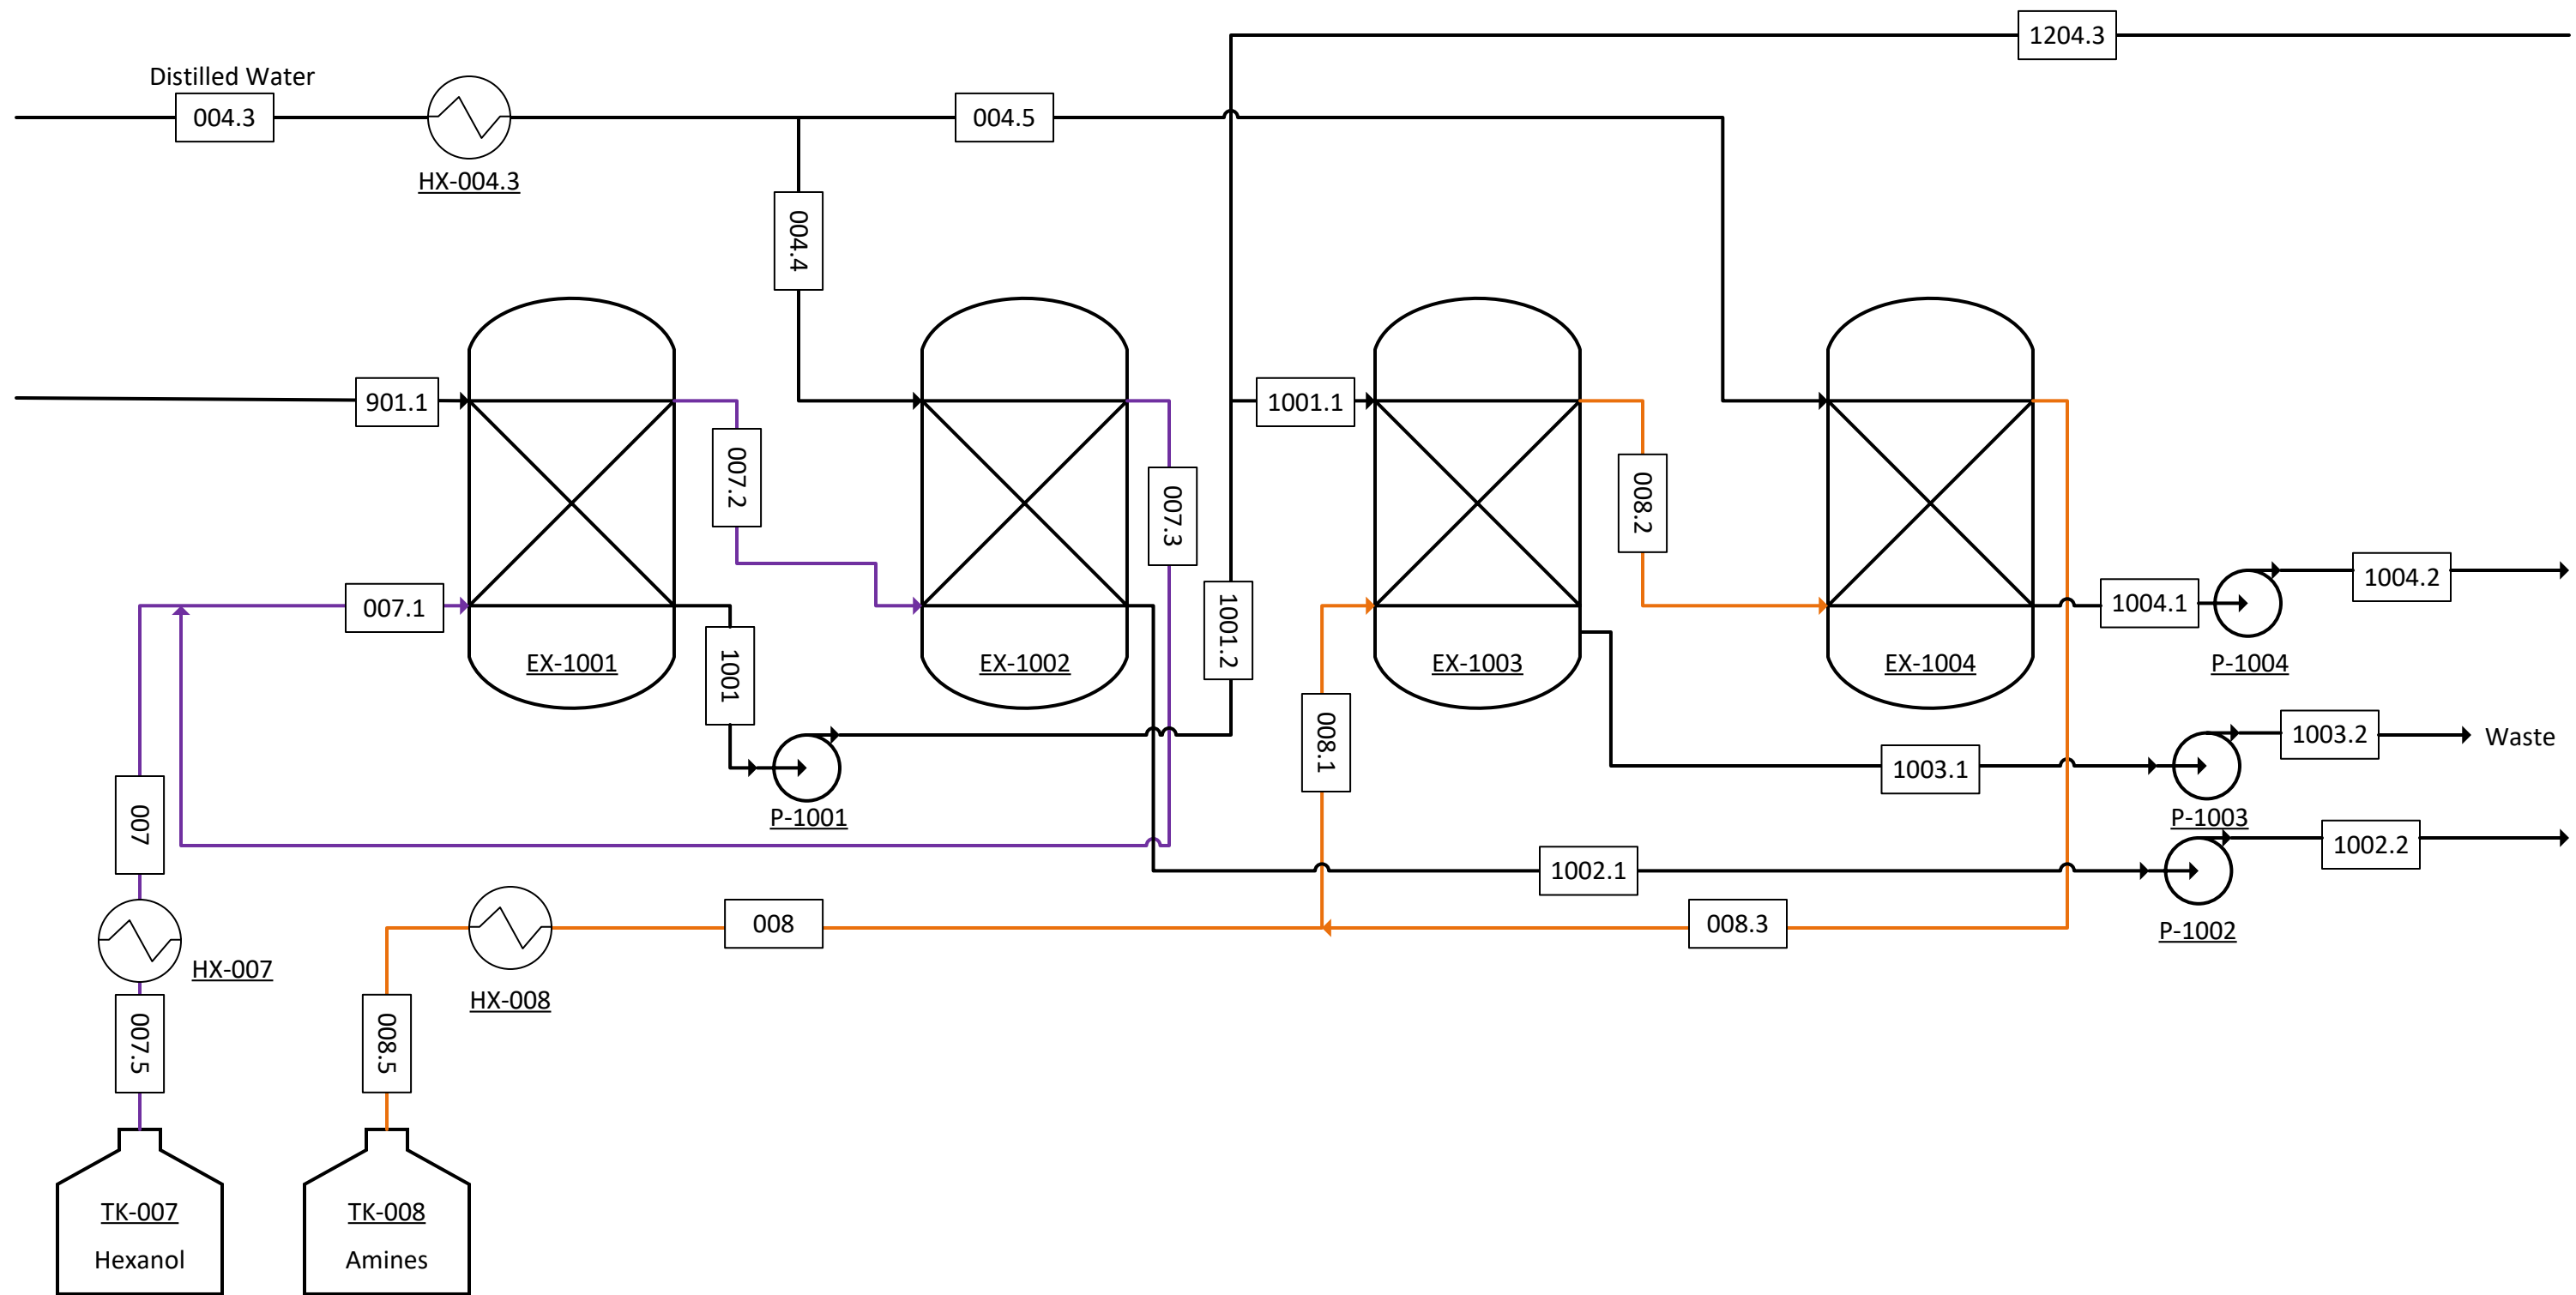 1204.3
Distilled Water
004.3
004.5
HX-004.3
004.4
901.1
1001.1
007.2
007.3
008.2
007.1
1001.2
1004.1
1004.2
EX-1001
EX-1002
EX-1003
EX-1004
P-1004
1001
008.1
1003.1
1003.2
Waste
P-1001
P-1003
007
1002.1
1002.2
008
008.3
P-1002
HX-007
HX-008
007.5
008.5
TK-007
Hexanol
TK-008
Amines